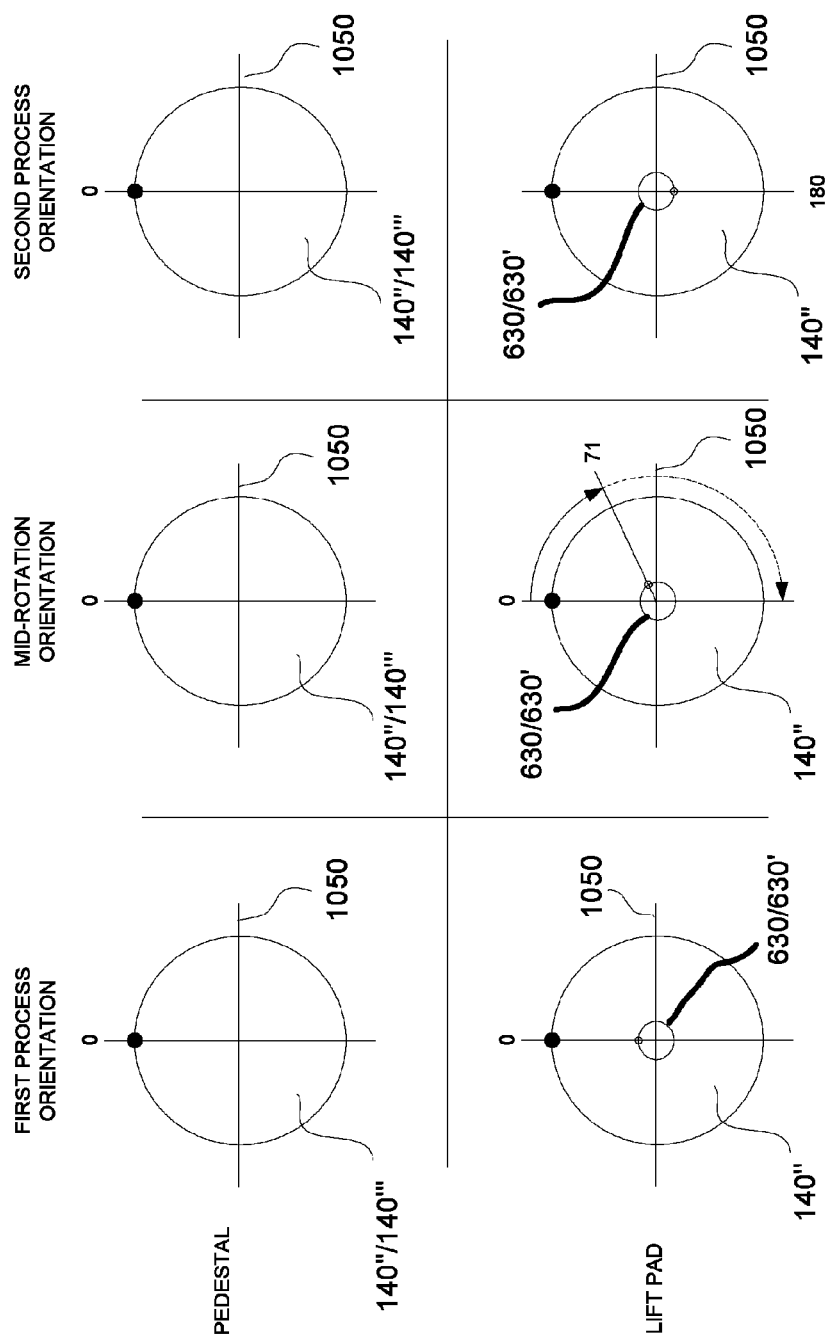 FIRST PROCESS
ORIENTATION
MID-ROTATION
ORIENTATION
SECOND PROCESS
ORIENTATION
0
0
0
1050
1050
1050
PEDESTAL
140"/140'"
140"/140'"
140"/140'"
0
1050
0
71
1050
0
1050
630/630'
630/630'
630/630'
LIFT PAD
140"
140"
140"
180